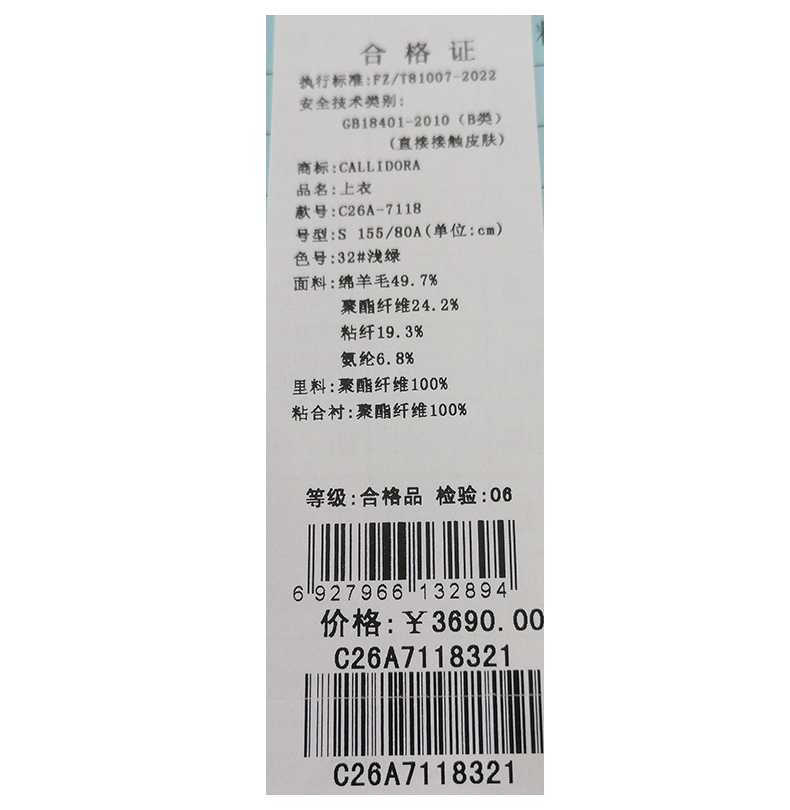 合格证
执行标准:FZ/T81007-2022
安全技术类别:
GB18401-2010（B类）
(直接接触皮肤)
商标:CALLIDORA
品名:上衣
款号:C26A-7118
号型:S 155/80A(单位:cm)
色号:32#浅绿
面料:绵羊毛49.7%
聚酯纤维24.2%
粘纤19.3%
氨纶6.8%
里料:聚酯纤维100%
粘合衬:聚酯纤维100%
等级:合格品 检验:06
6 927966 132894
价格:￥3690.00
C26A7118321
C26A7118321